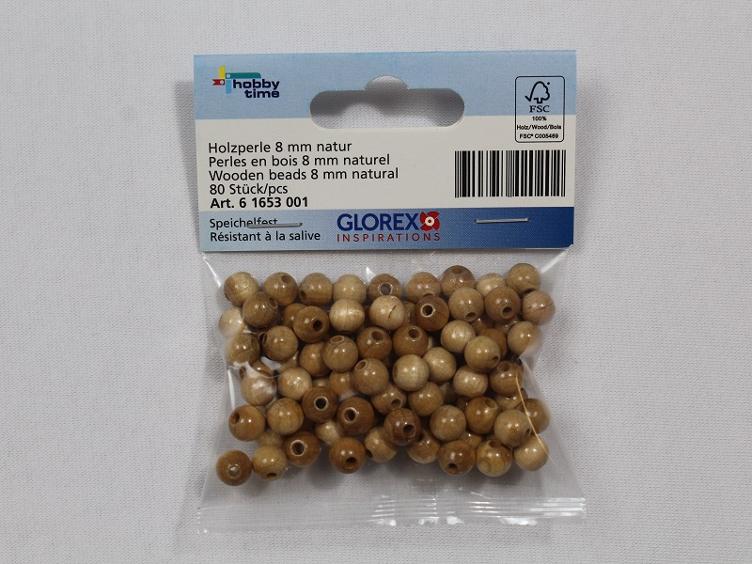 hobby
time
FSC
100%
Holz/Wood/Bois
FSC® C005469
Holzperle 8 mm natur
Perles en bois 8 mm naturel
Wooden beads 8 mm natural
80 Stück/pcs
Art. 6 1653 001
Speichelfest
Résistant à la salive
GLOREX
INSPIRATIONS